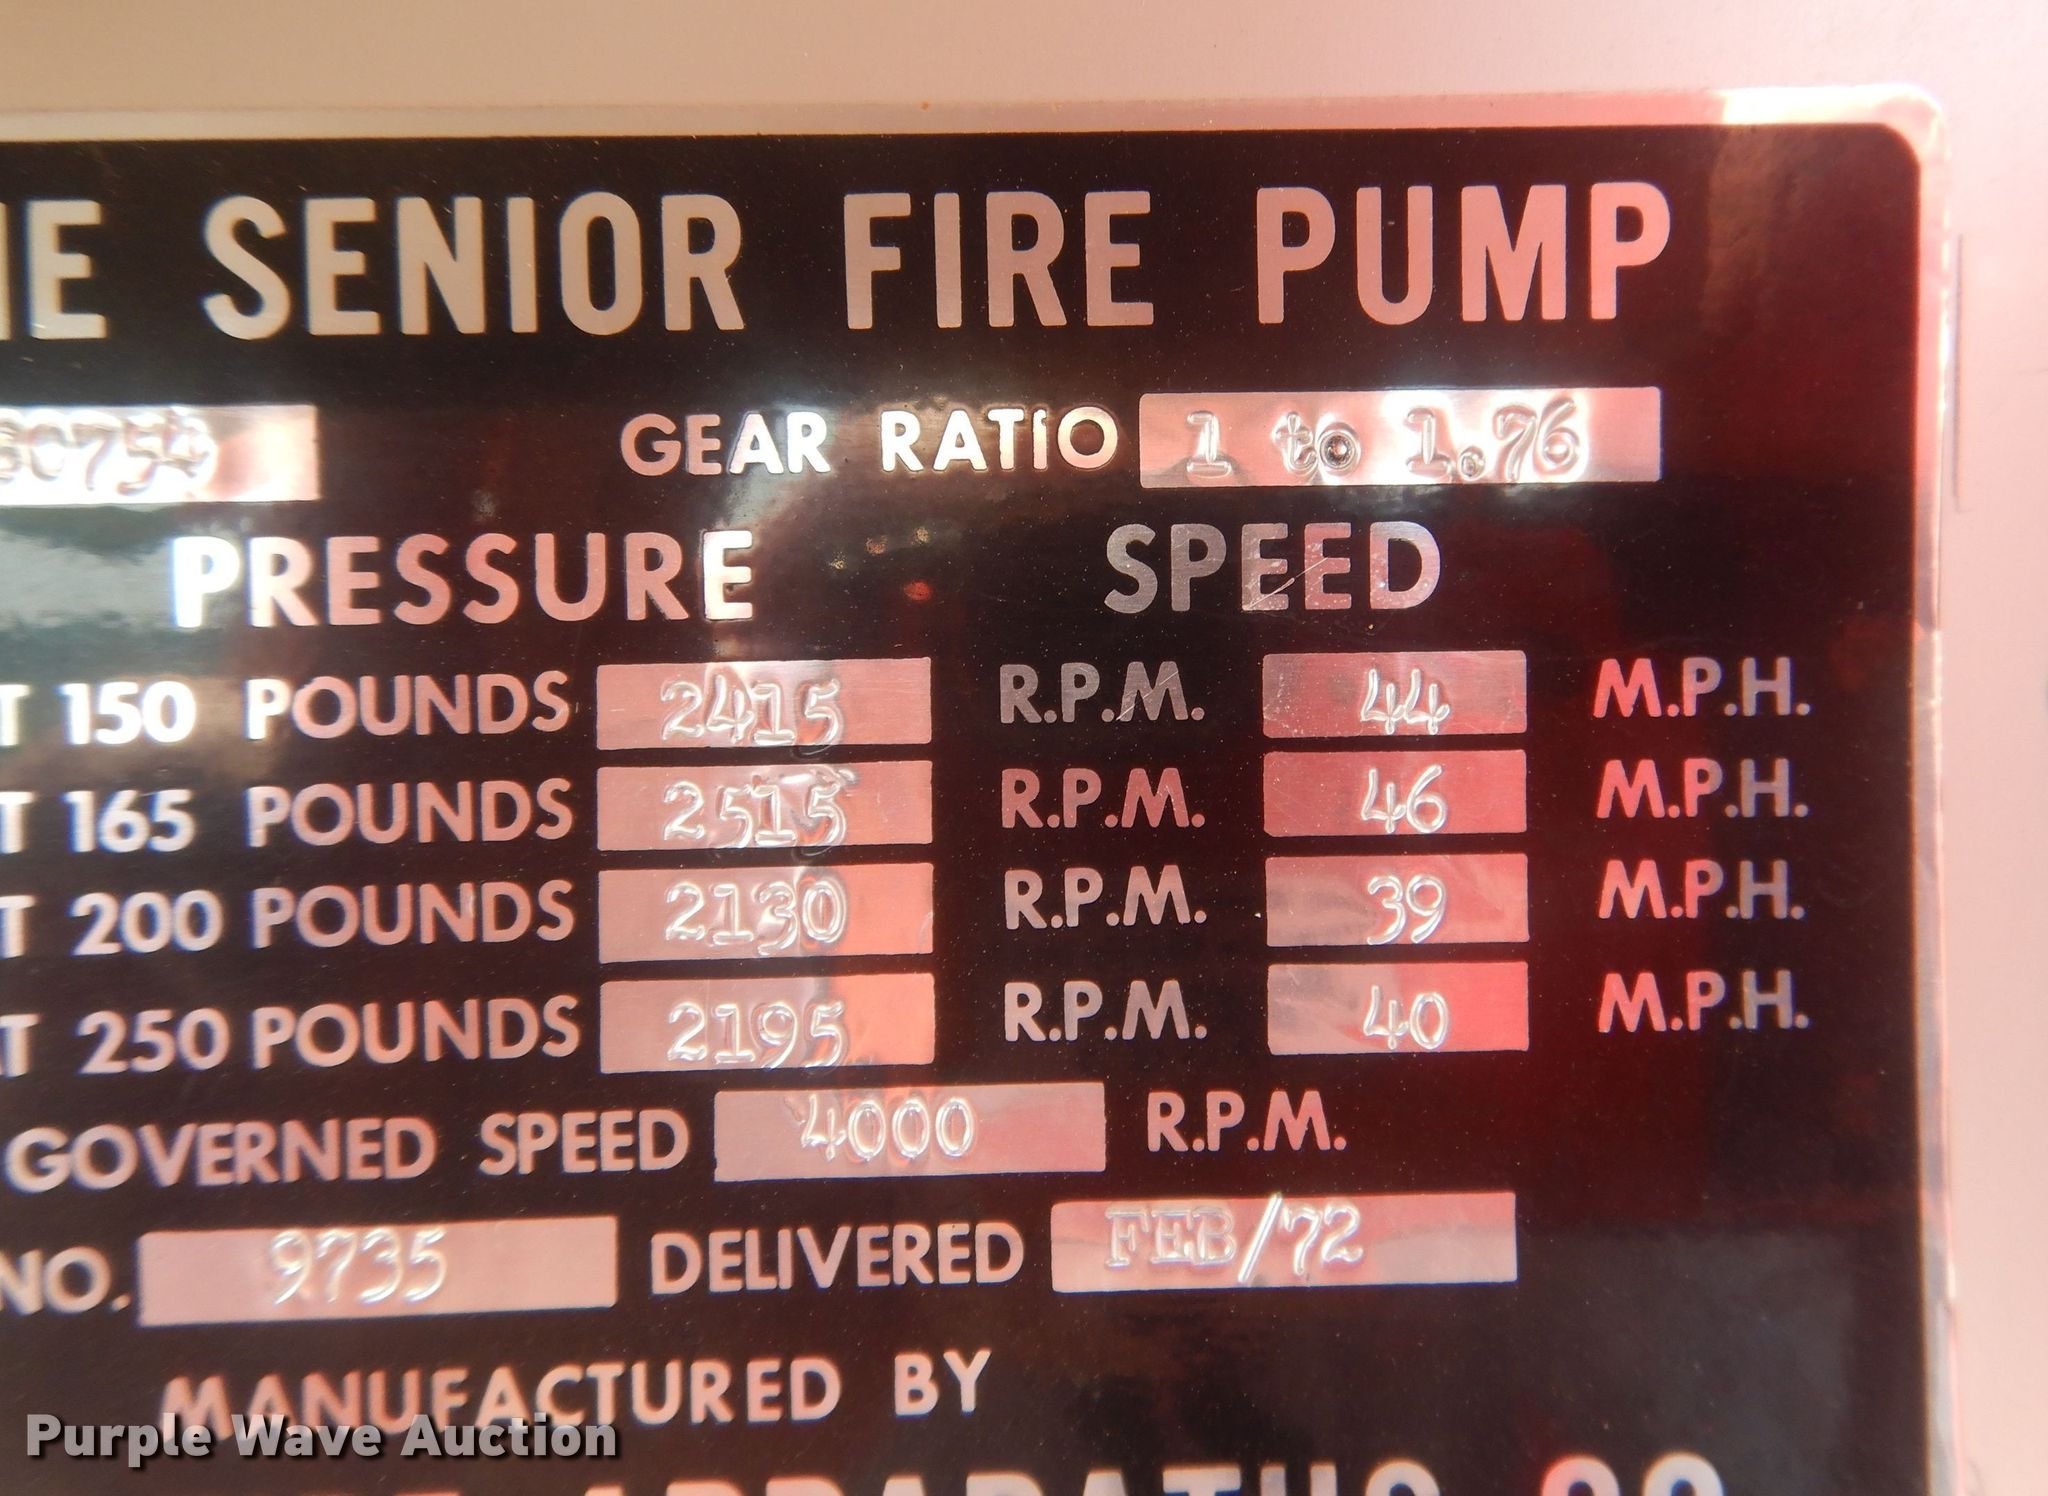 SENIOR FIRE PUMP
GEAR RATIO 1 to 1.76
PRESSURE SPEED
150 POUNDS 2415 R.P.M. 44 M.P.H.
165 POUNDS 2515 R.P.M. 46 M.P.H.
200 POUNDS 2130 R.P.M. 39 M.P.H.
250 POUNDS 2195 R.P.M. 40 M.P.H.
GOVERNED SPEED 4000 R.P.M.
NO. 9735 DELIVERED FEB/72
MANUFACTURED BY
APPARATUS CO
Purple Wave Auction